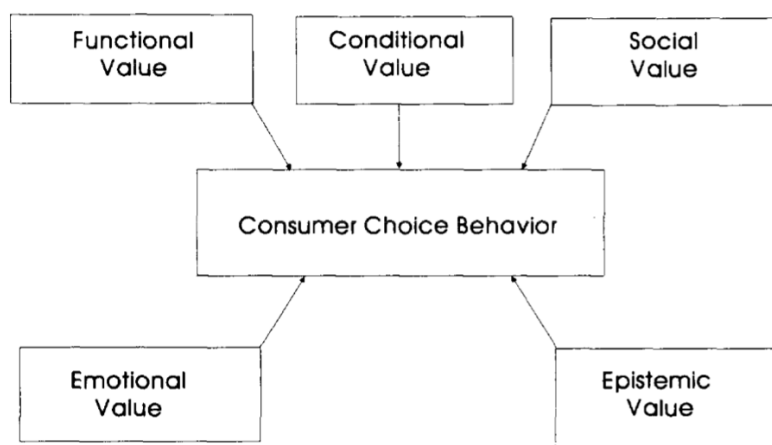 Functional
Value
Conditional
Value
Social
Value
Consumer Choice Behavior
Emotional
Value
Epistemic
Value